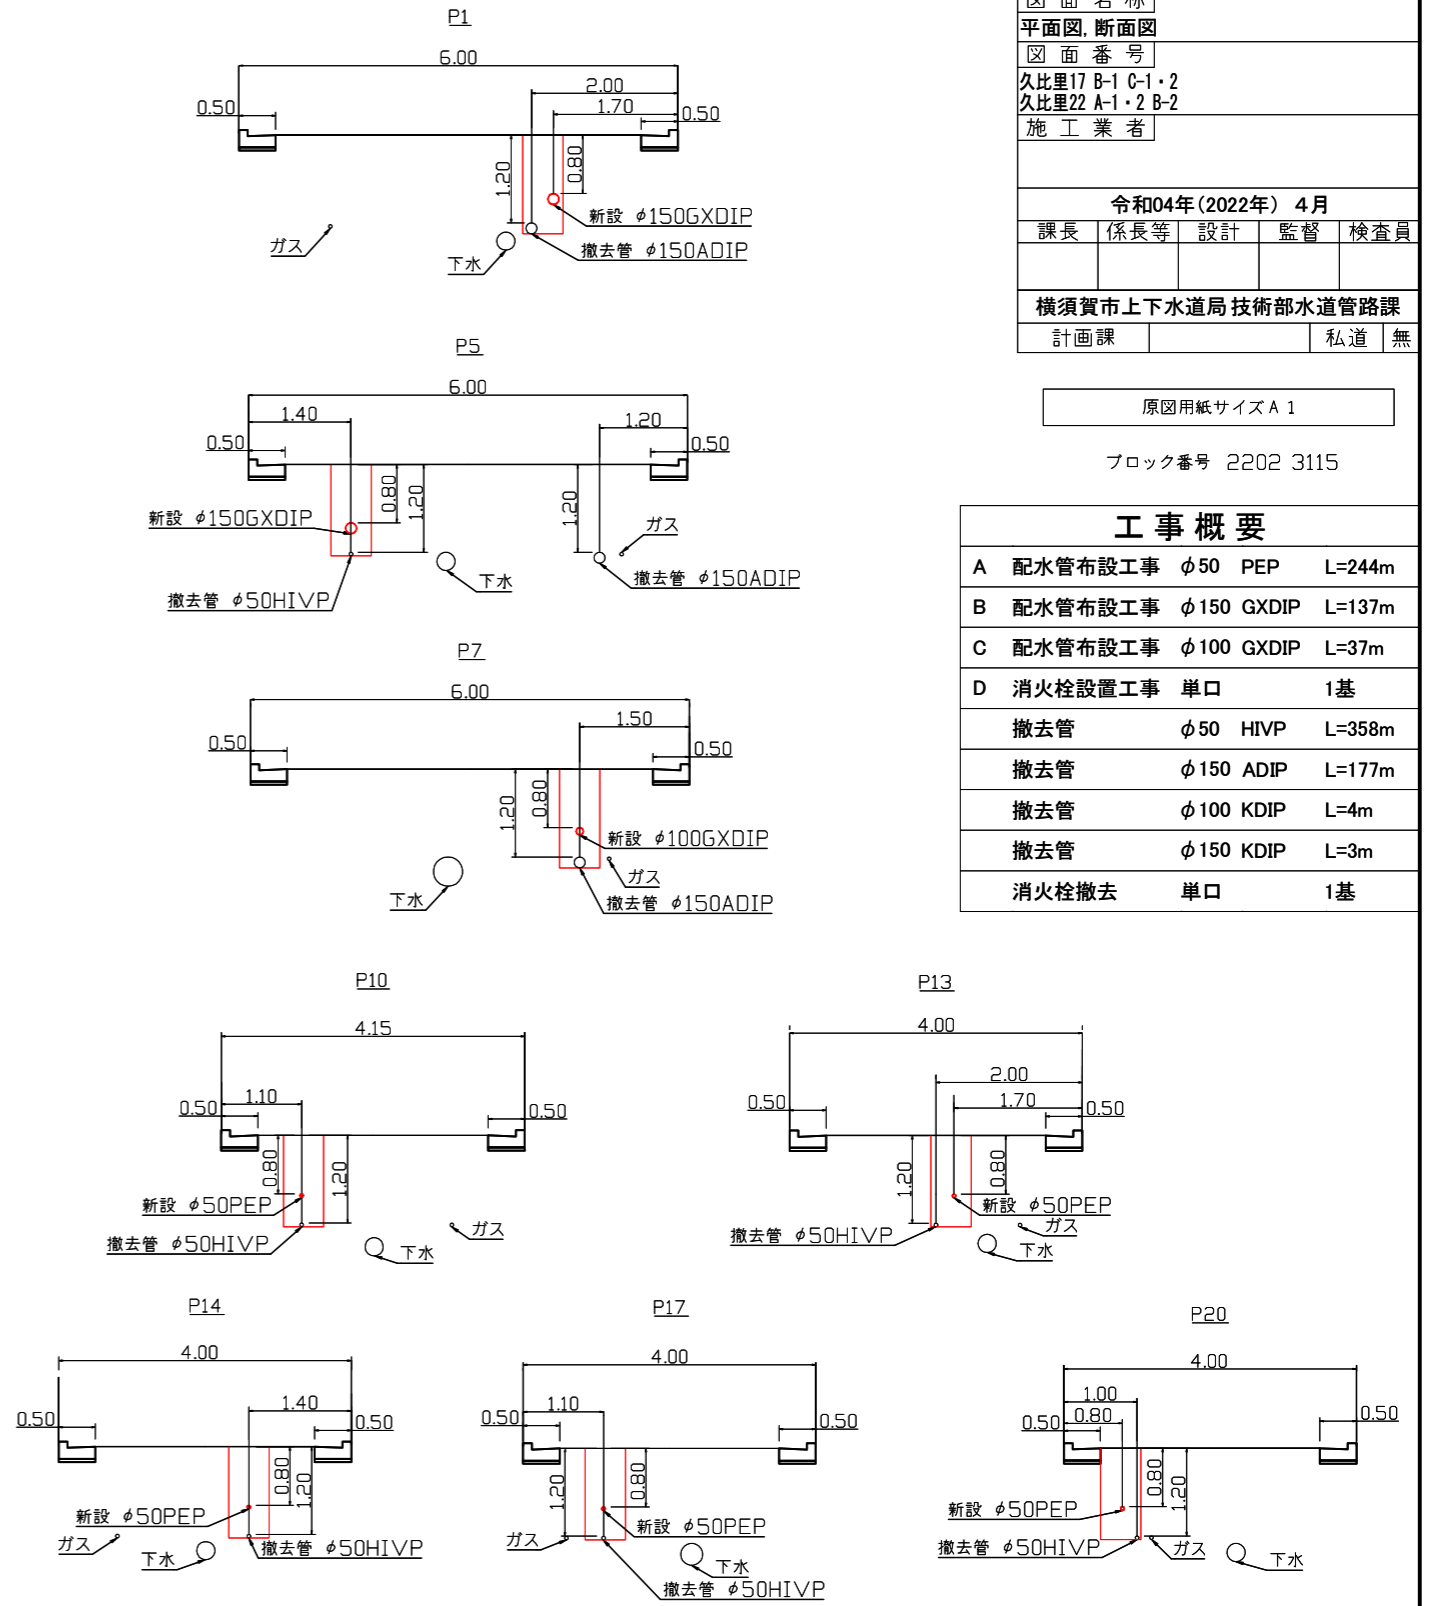 P1
6.00
2.00
1.70
0.50
0.50
1.20
0.80
新設 φ150GXDIP
撤去管 φ150ADIP
ガス
下水
P5
6.00
1.40
1.20
0.50
0.50
0.80
1.20
1.20
新設 φ150GXDIP
撤去管 φ50HIVP
下水
ガス
撤去管 φ150ADIP
P7
6.00
1.50
0.50
0.50
1.20
0.80
新設 φ100GXDIP
ガス
下水
撤去管 φ150ADIP
図面名称
平面図, 断面図
図面番号
久比里17 B-1 C-1・2
久比里22 A-1・2 B-2
施工業者
令和04年(2022年) 4月
課長 係長等 設計 監督 検査員
横須賀市上下水道局技術部水道管路課
計画課 私道 無
原図用紙サイズA1
ブロック番号 2202 3115
工事概要
A 配水管布設工事 φ50 PEP L=244m
B 配水管布設工事 φ150 GXDIP L=137m
C 配水管布設工事 φ100 GXDIP L=37m
D 消火栓設置工事 単口 1基
撤去管 φ50 HIVP L=358m
撤去管 φ150 ADIP L=177m
撤去管 φ100 KDIP L=4m
撤去管 φ150 KDIP L=3m
消火栓撤去 単口 1基
P10
4.15
1.10
0.50
0.50
0.80
1.20
新設 φ50PEP
撤去管 φ50HIVP
ガス
下水
P13
4.00
2.00
1.70
0.50
0.50
1.20
0.80
新設 φ50PEP
ガス
撤去管 φ50HIVP
下水
P14
4.00
1.40
0.50
0.50
0.80
1.20
新設 φ50PEP
ガス
下水
撤去管 φ50HIVP
P17
4.00
1.10
0.50
0.50
1.20
0.80
新設 φ50PEP
ガス
下水
撤去管 φ50HIVP
P20
4.00
1.00
0.80
0.50
0.50
0.80
1.20
新設 φ50PEP
撤去管 φ50HIVP
ガス
下水